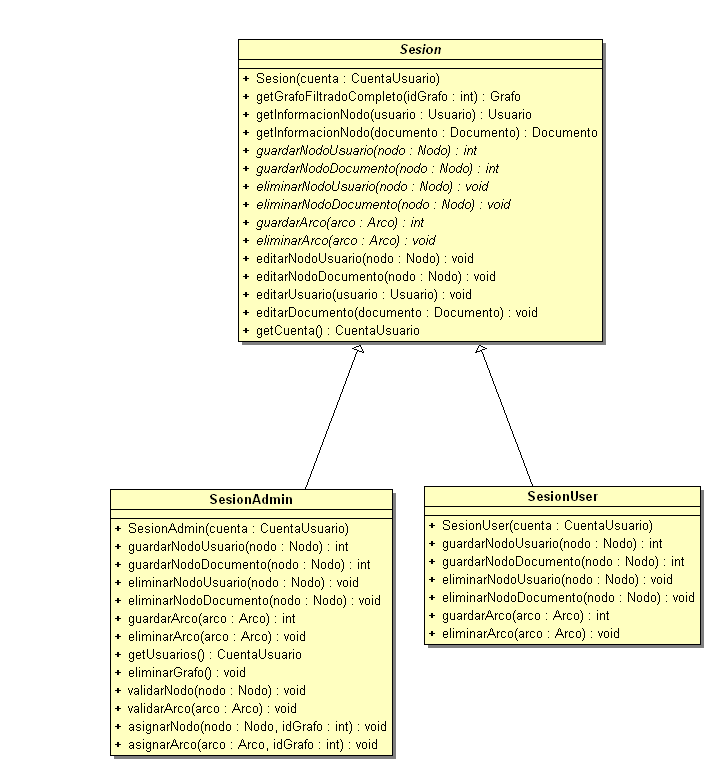 Sesion
+ Sesion(cuenta : CuentaUsuario)
+ getGrafoFiltradoCompleto(idGrafo : int) : Grafo
+ getInformacionNodo(usuario : Usuario) : Usuario
+ getInformacionNodo(documento : Documento) : Documento
+ guardarNodoUsuario(nodo : Nodo) : int
+ guardarNodoDocumento(nodo : Nodo) : int
+ eliminarNodoUsuario(nodo : Nodo) : void
+ eliminarNodoDocumento(nodo : Nodo) : void
+ guardarArco(arco : Arco) : int
+ eliminarArco(arco : Arco) : void
+ editarNodoUsuario(nodo : Nodo) : void
+ editarNodoDocumento(nodo : Nodo) : void
+ editarUsuario(usuario : Usuario) : void
+ editarDocumento(documento : Documento) : void
+ getCuenta() : CuentaUsuario
SesionAdmin
+ SesionAdmin(cuenta : CuentaUsuario)
+ guardarNodoUsuario(nodo : Nodo) : int
+ guardarNodoDocumento(nodo : Nodo) : int
+ eliminarNodoUsuario(nodo : Nodo) : void
+ eliminarNodoDocumento(nodo : Nodo) : void
+ guardarArco(arco : Arco) : int
+ eliminarArco(arco : Arco) : void
+ getUsuarios() : CuentaUsuario
+ eliminarGrafo() : void
+ validarNodo(nodo : Nodo) : void
+ validarArco(arco : Arco) : void
+ asignarNodo(nodo : Nodo, idGrafo : int) : void
+ asignarArco(arco : Arco, idGrafo : int) : void
SesionUser
+ SesionUser(cuenta : CuentaUsuario)
+ guardarNodoUsuario(nodo : Nodo) : int
+ guardarNodoDocumento(nodo : Nodo) : int
+ eliminarNodoUsuario(nodo : Nodo) : void
+ eliminarNodoDocumento(nodo : Nodo) : void
+ guardarArco(arco : Arco) : int
+ eliminarArco(arco : Arco) : void